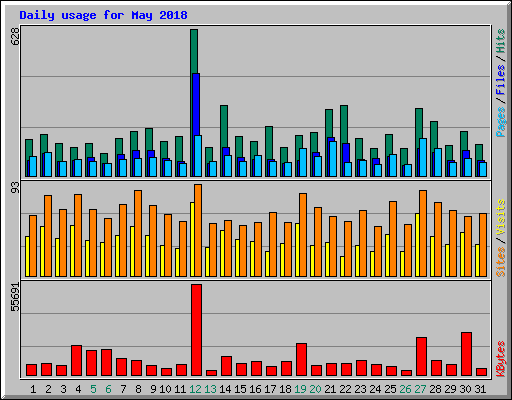 Daily usage for May 2018
628
93
55691
Pages / Files / Hits
Sites / Visits
KBytes
1 2 3 4 5 6 7 8 9 10 11 12 13 14 15 16 17 18 19 20 21 22 23 24 25 26 27 28 29 30 31